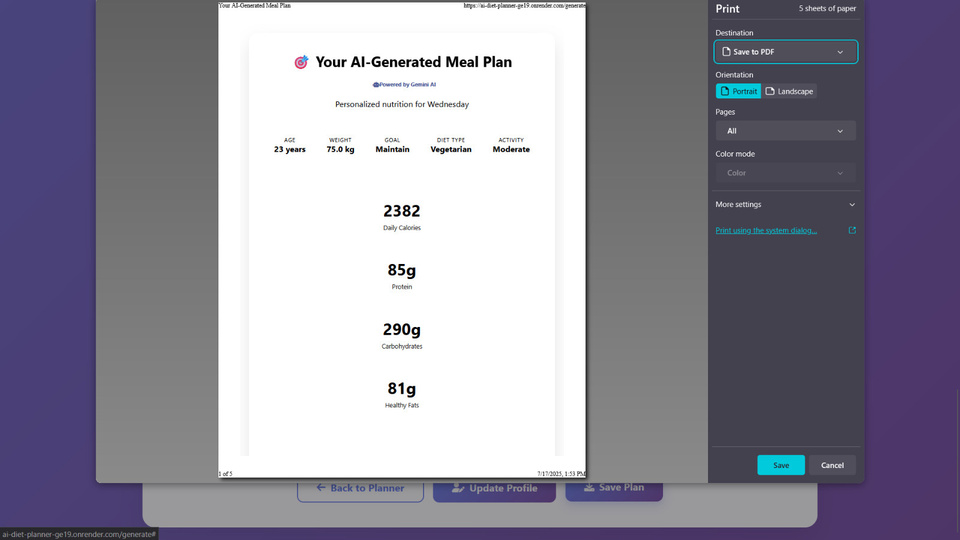 Your AI-Generated Meal Plan
https://ai-diet-planner-ge19.onrender.com/generate
🎯 Your AI-Generated Meal Plan
Powered by Gemini AI
Personalized nutrition for Wednesday
AGE WEIGHT GOAL DIET TYPE ACTIVITY
23 years 75.0 kg Maintain Vegetarian Moderate
2382
Daily Calories
85g
Protein
290g
Carbohydrates
81g
Healthy Fats
1 of 5
7/17/2025, 1:53 PM
Print
5 sheets of paper
Destination
Save to PDF
Orientation
Portrait Landscape
Pages
All
Color mode
Color
More settings
Print using the system dialog...
Save Cancel
Back to Planner Update Profile Save Plan
ai-diet-planner-ge19.onrender.com/generate#